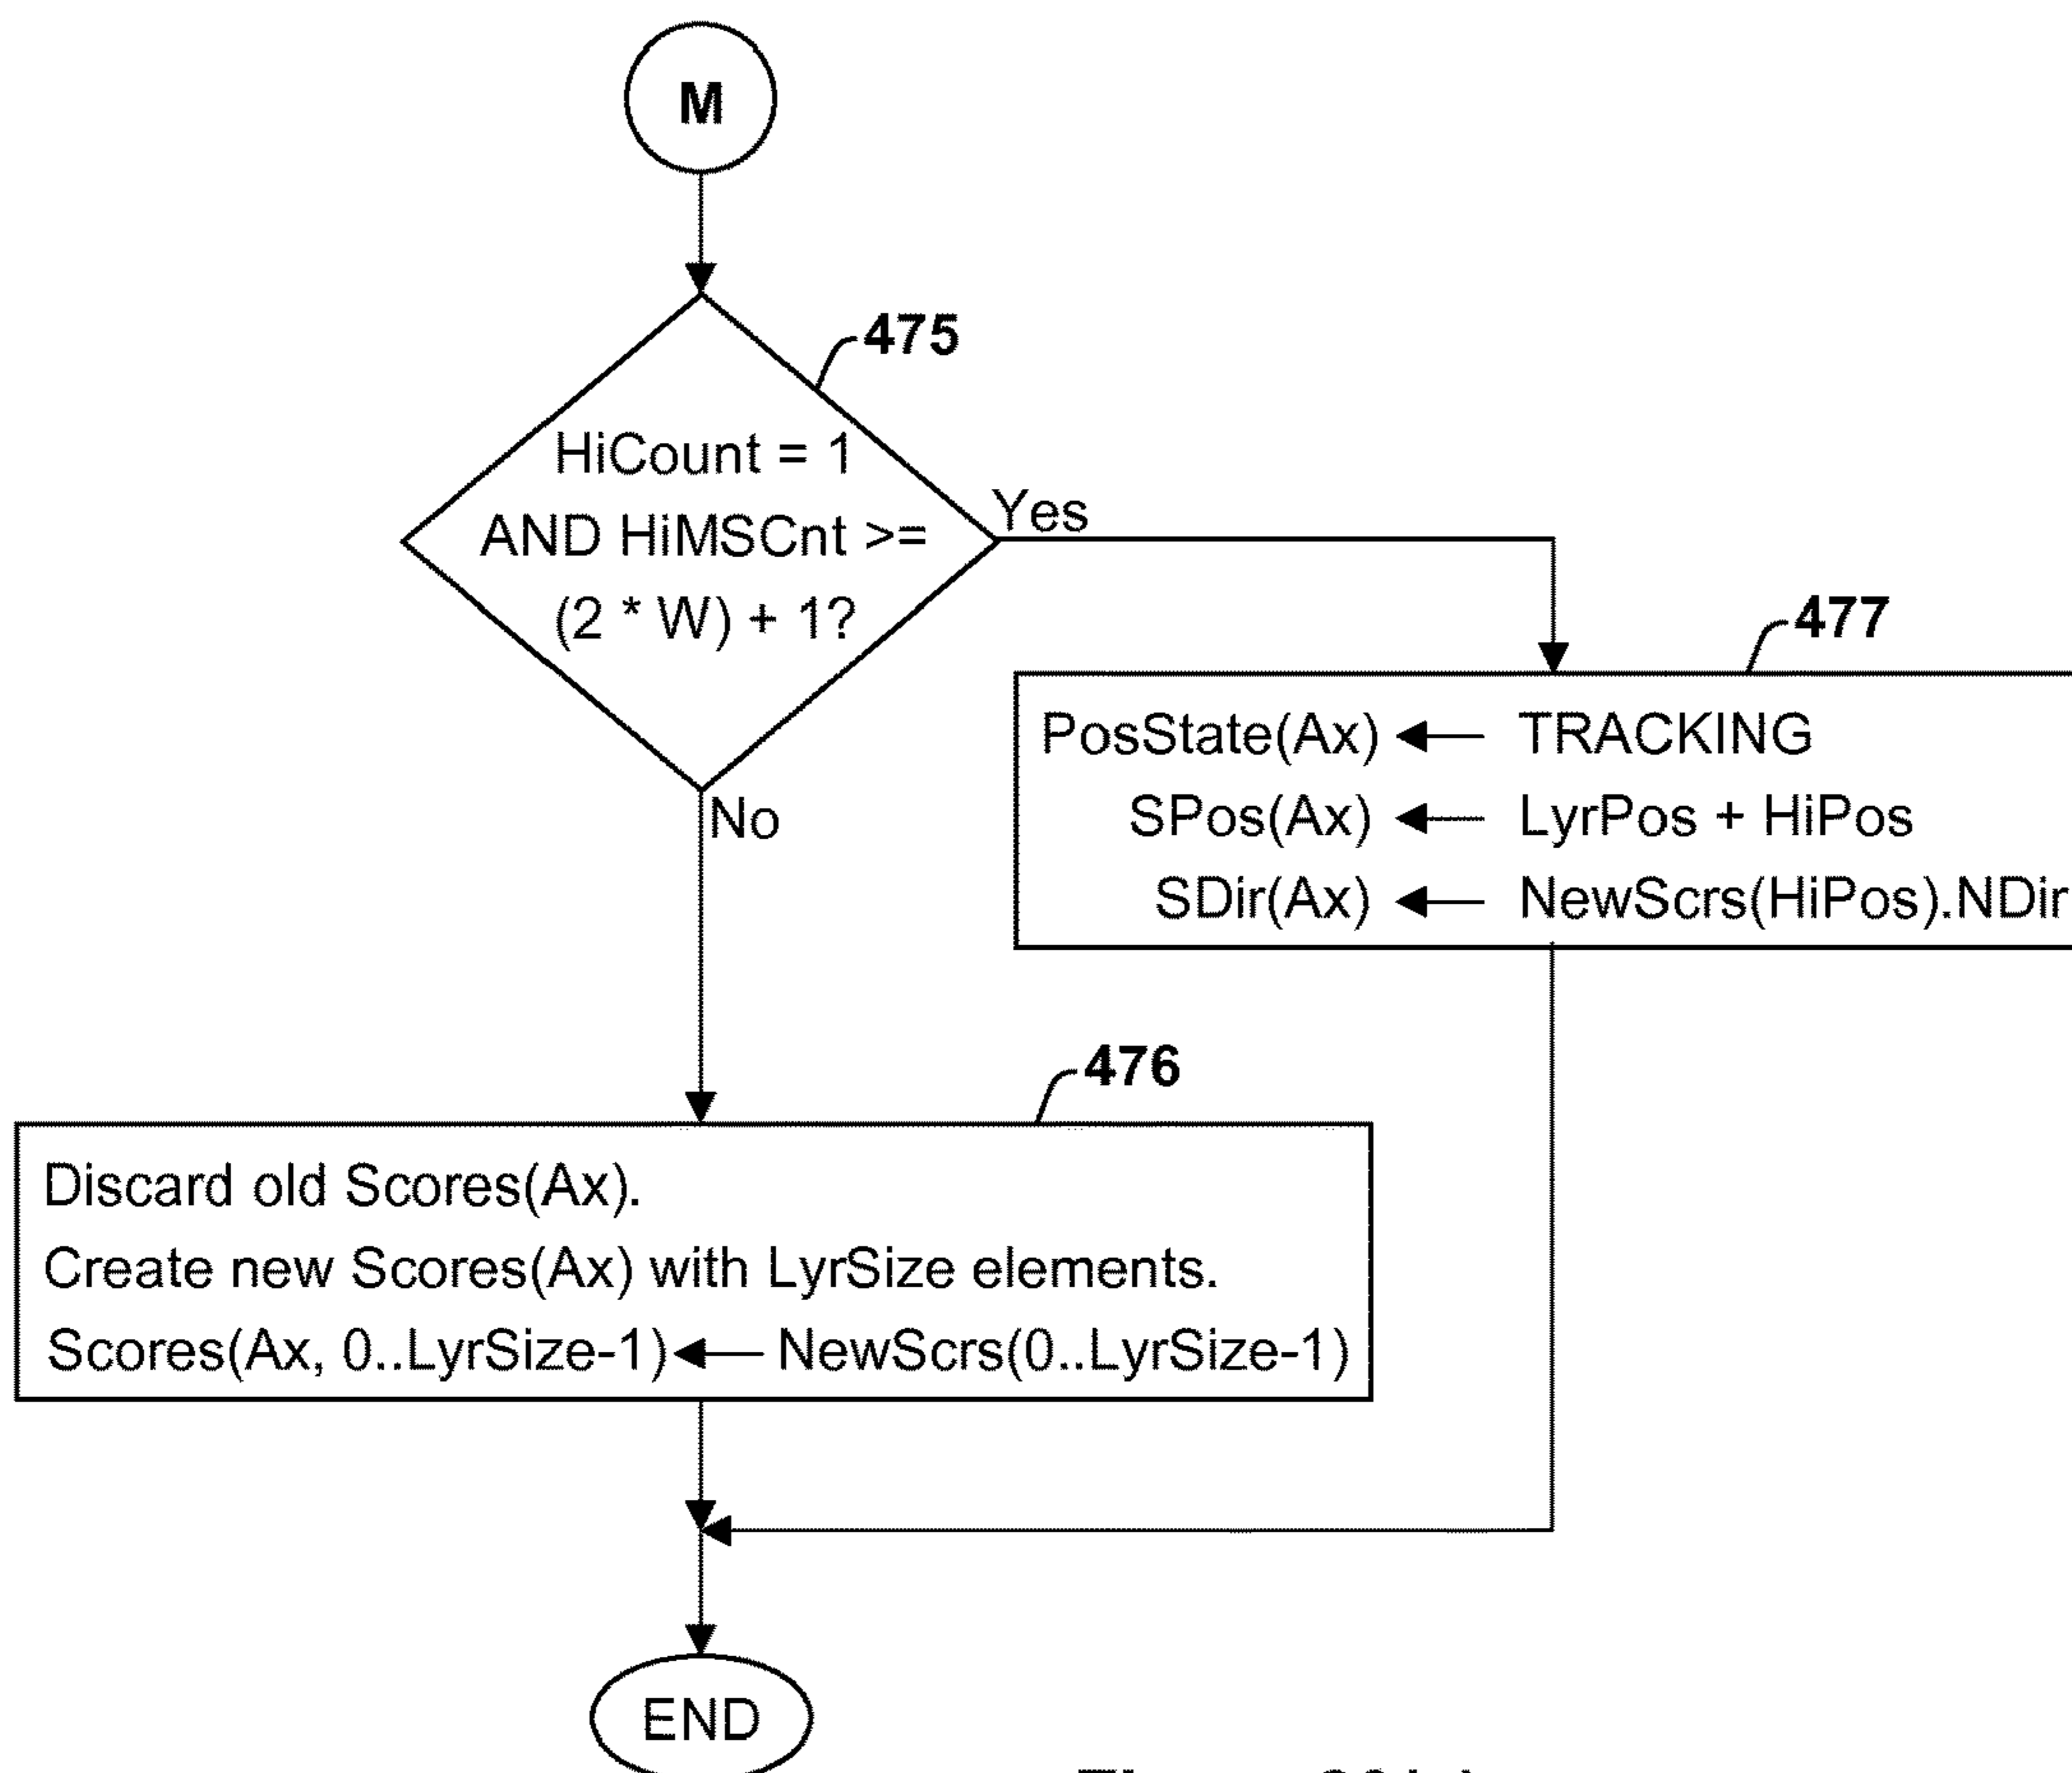 M
475
HiCount = 1
AND HiMSCnt >=
(2 * W) + 1?
Yes
No
477
PosState(Ax) ← TRACKING
SPos(Ax) ← LyrPos + HiPos
SDir(Ax) ← NewScrs(HiPos).NDir
476
Discard old Scores(Ax).
Create new Scores(Ax) with LyrSize elements.
Scores(Ax, 0..LyrSize-1) ← NewScrs(0..LyrSize-1)
END